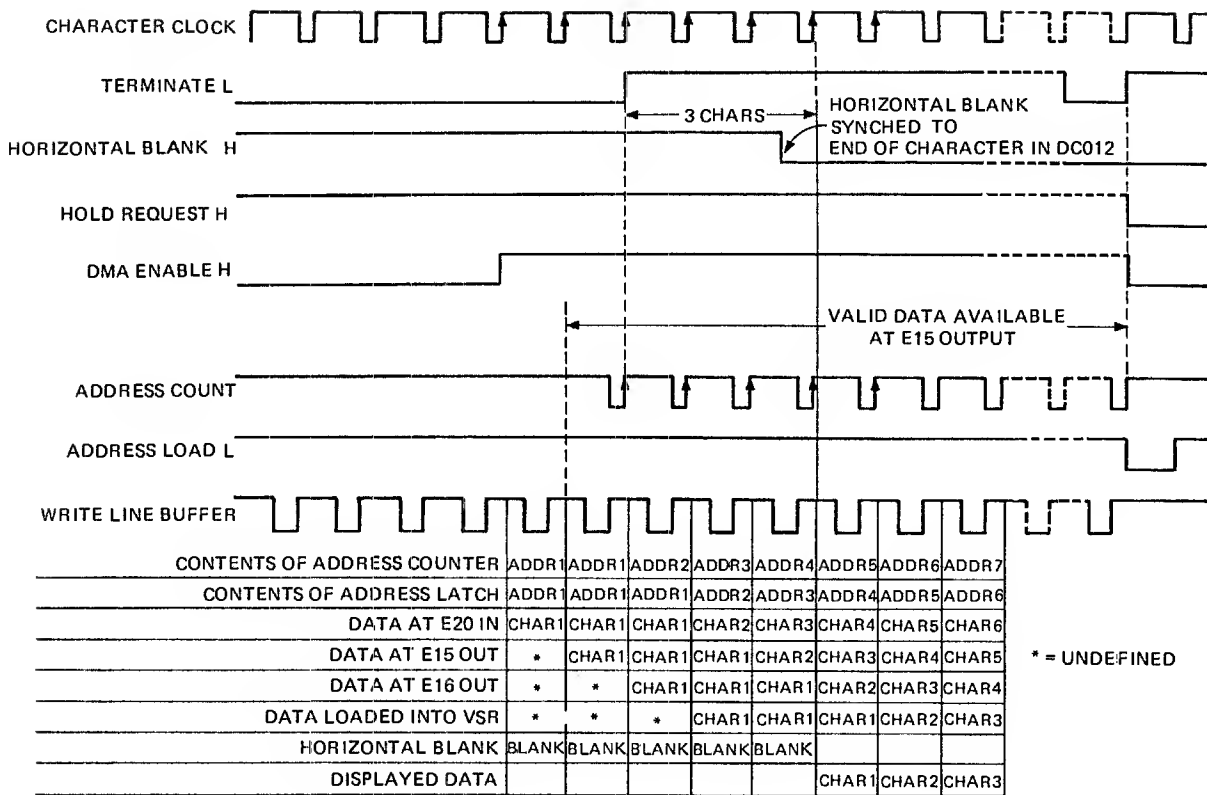 CHARACTER CLOCK
TERMINATE L
3 CHARS
HORIZONTAL BLANK
SYNCHED TO
END OF CHARACTER IN DC012
HORIZONTAL BLANK H
HOLD REQUEST H
DMA ENABLE H
VALID DATA AVAILABLE
AT E15 OUTPUT
ADDRESS COUNT
ADDRESS LOAD L
WRITE LINE BUFFER
CONTENTS OF ADDRESS COUNTER ADDR1 ADDR1 ADDR2 ADDR3 ADDR4 ADDR5 ADDR6 ADDR7
CONTENTS OF ADDRESS LATCH ADDR1 ADDR1 ADDR1 ADDR2 ADDR3 ADDR4 ADDR5 ADDR6
DATA AT E20 IN CHAR1 CHAR1 CHAR1 CHAR2 CHAR3 CHAR4 CHAR5 CHAR6
DATA AT E15 OUT * CHAR1 CHAR1 CHAR1 CHAR2 CHAR3 CHAR4 CHAR5 * = UNDEFINED
DATA AT E16 OUT * * CHAR1 CHAR1 CHAR1 CHAR2 CHAR3 CHAR4
DATA LOADED INTO VSR * * * CHAR1 CHAR1 CHAR1 CHAR2 CHAR3
HORIZONTAL BLANK BLANK BLANK BLANK BLANK BLANK
DISPLAYED DATA CHAR1 CHAR2 CHAR3